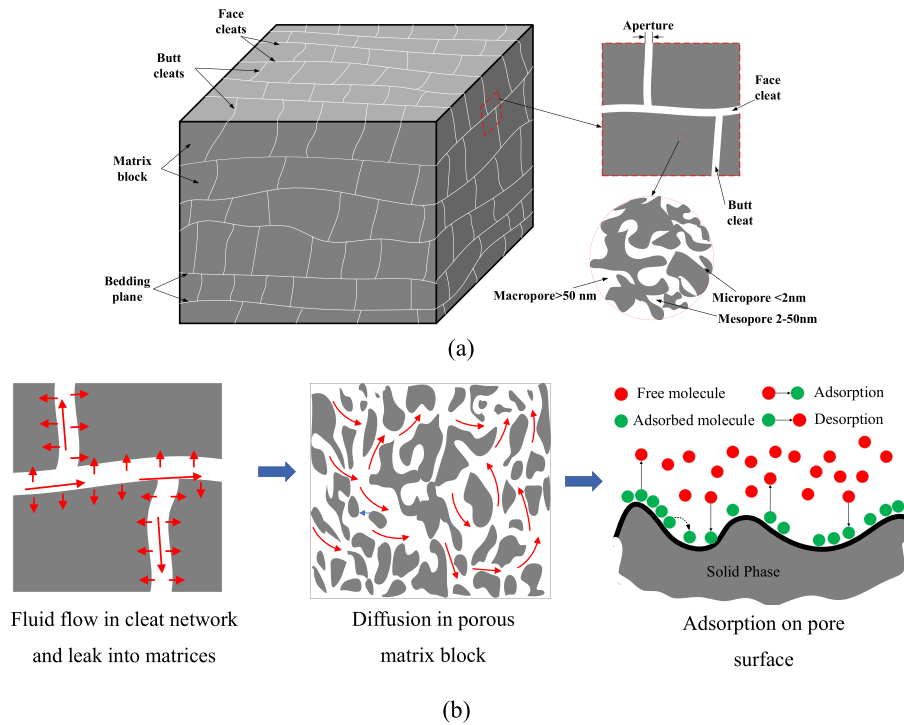 Face
cleats
Butt
cleats
Matrix
block
Bedding
plane
Aperture
Face
cleat
Butt
cleat
Macropore>50 nm
Micropore <2nm
Mesopore 2-50nm
(a)
Free molecule
Adsorption
Adsorbed molecule
Desorption
Solid Phase
Fluid flow in cleat network
and leak into matrices
Diffusion in porous
matrix block
Adsorption on pore
surface
(b)